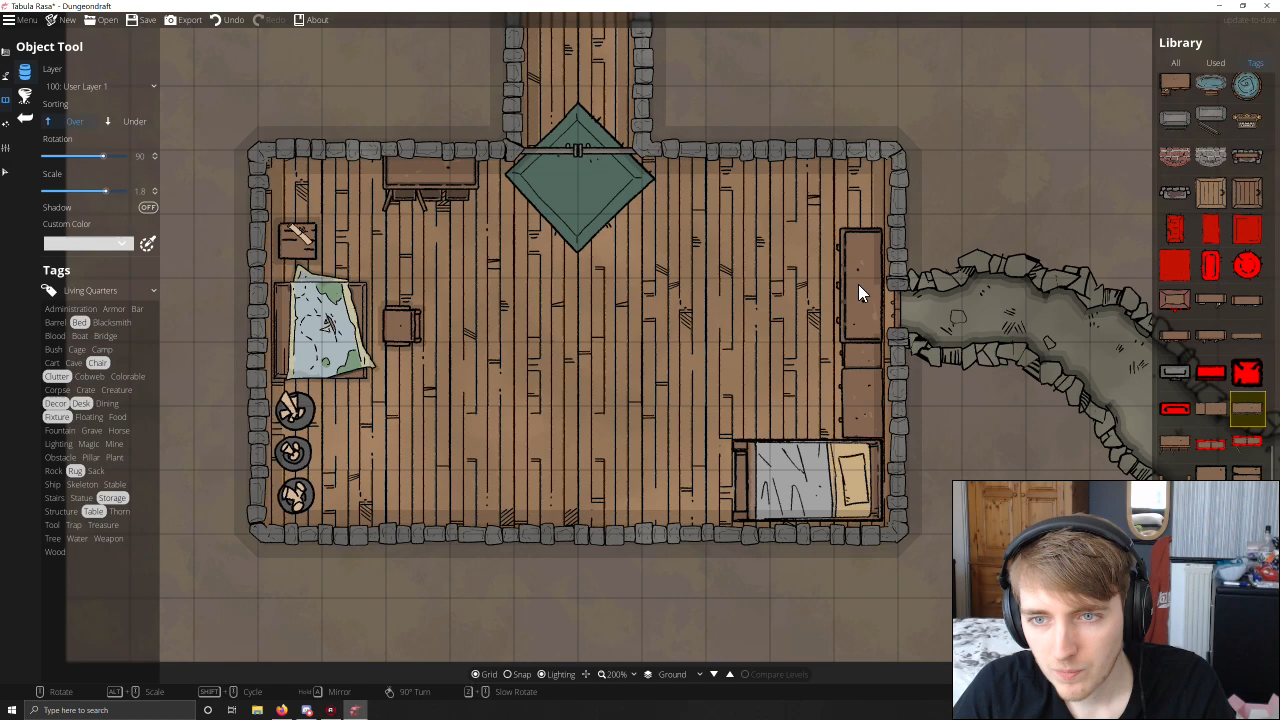 Tabula Rasa* - Dungeondraft
Menu New Open Save Export Undo Redo About
update-to-date
Object Tool
Layer
100: User Layer 1
Sorting
Over Under
Rotation
90
Scale
1.8
Shadow OFF
Custom Color
Tags
Living Quarters
Administration Armor Bar
Barrel Bed Blacksmith
Blood Boat Bridge
Bush Cage Camp
Cart Cave Chair
Clutter Cobweb Colorable
Corpse Crate Creature
Decor Desk Dining
Fixture Floating Food
Fountain Grave Horse
Lighting Magic Mine
Obstacle Pillar Plant
Rock Rug Sack
Ship Skeleton Stable
Stairs Statue Storage
Structure Table Thorn
Tool Trap Treasure
Tree Water Weapon
Wood
Library
All Used Tags
Grid Snap Lighting 200% Ground Compare Levels
Rotate ALT + Scale SHIFT + Cycle Hold A Mirror 90° Turn Z + Slow Rotate
Type here to search